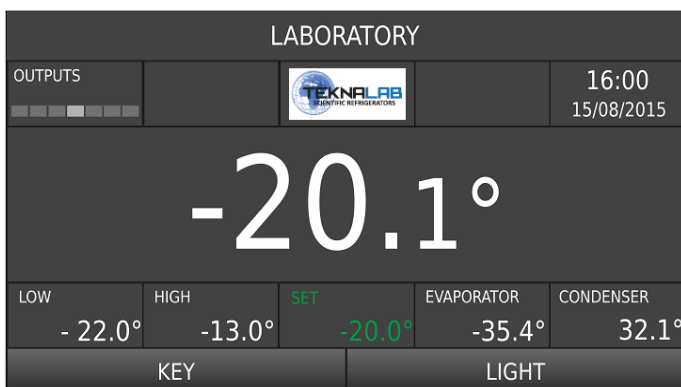 LABORATORY
OUTPUTS
TEKNALAB
SCIENTIFIC REFRIGERATORS
16:00
15/08/2015
-20.1°
LOW HIGH SET EVAPORATOR CONDENSER
- 22.0° -13.0° -20.0° -35.4° 32.1°
KEY LIGHT